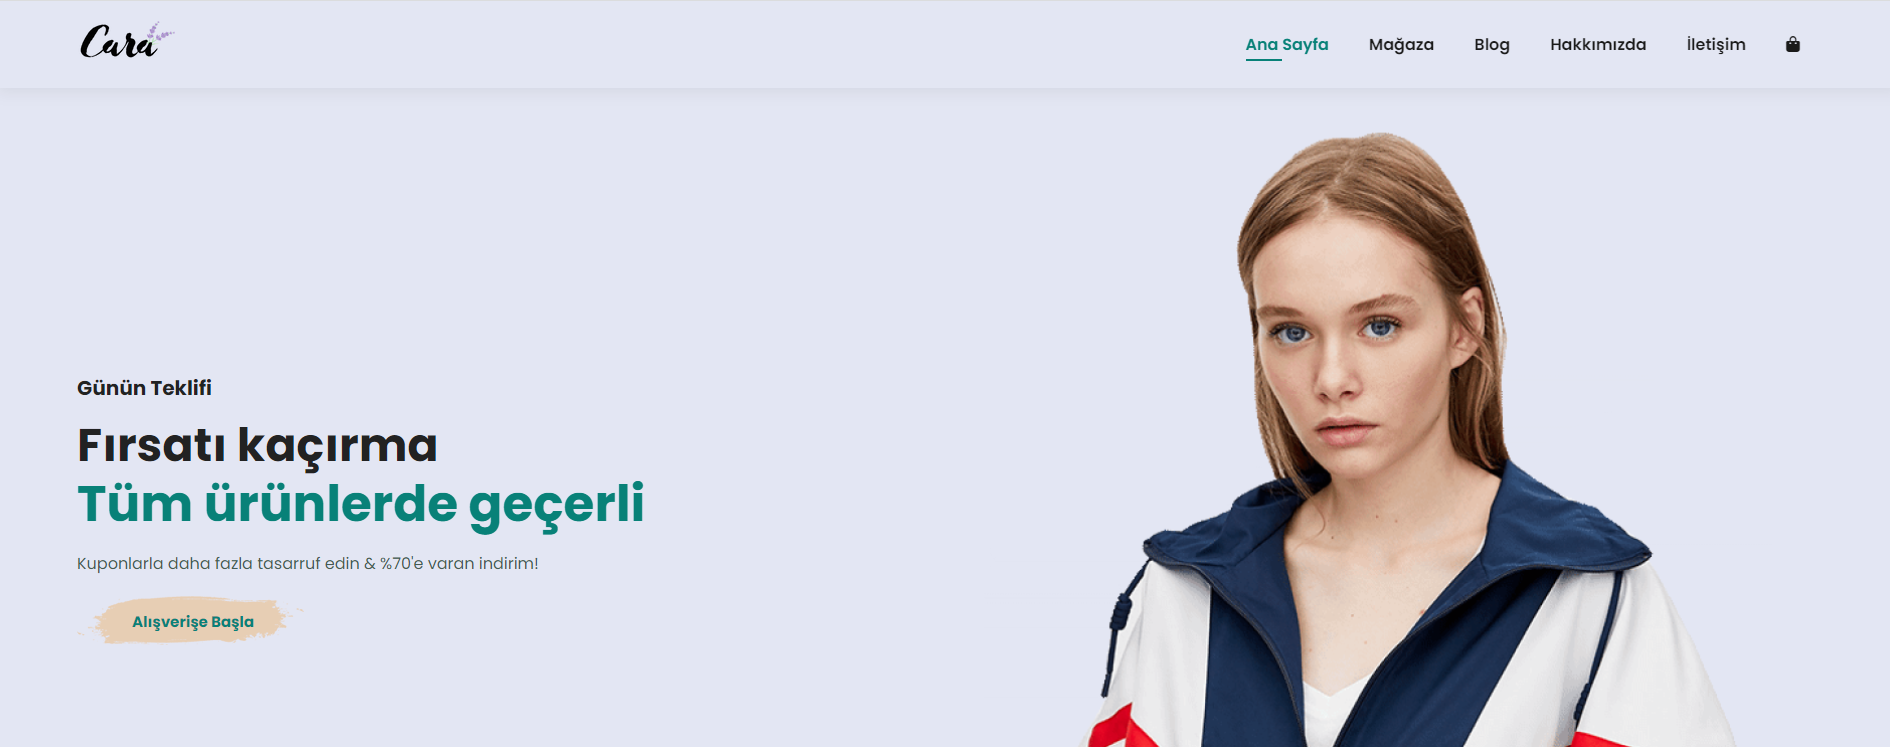 Cara
Ana Sayfa Mağaza Blog Hakkımızda İletişim
Günün Teklifi
Fırsatı kaçırma
Tüm ürünlerde geçerli
Kuponlarla daha fazla tasarruf edin & %70'e varan indirim!
Alışverişe Başla